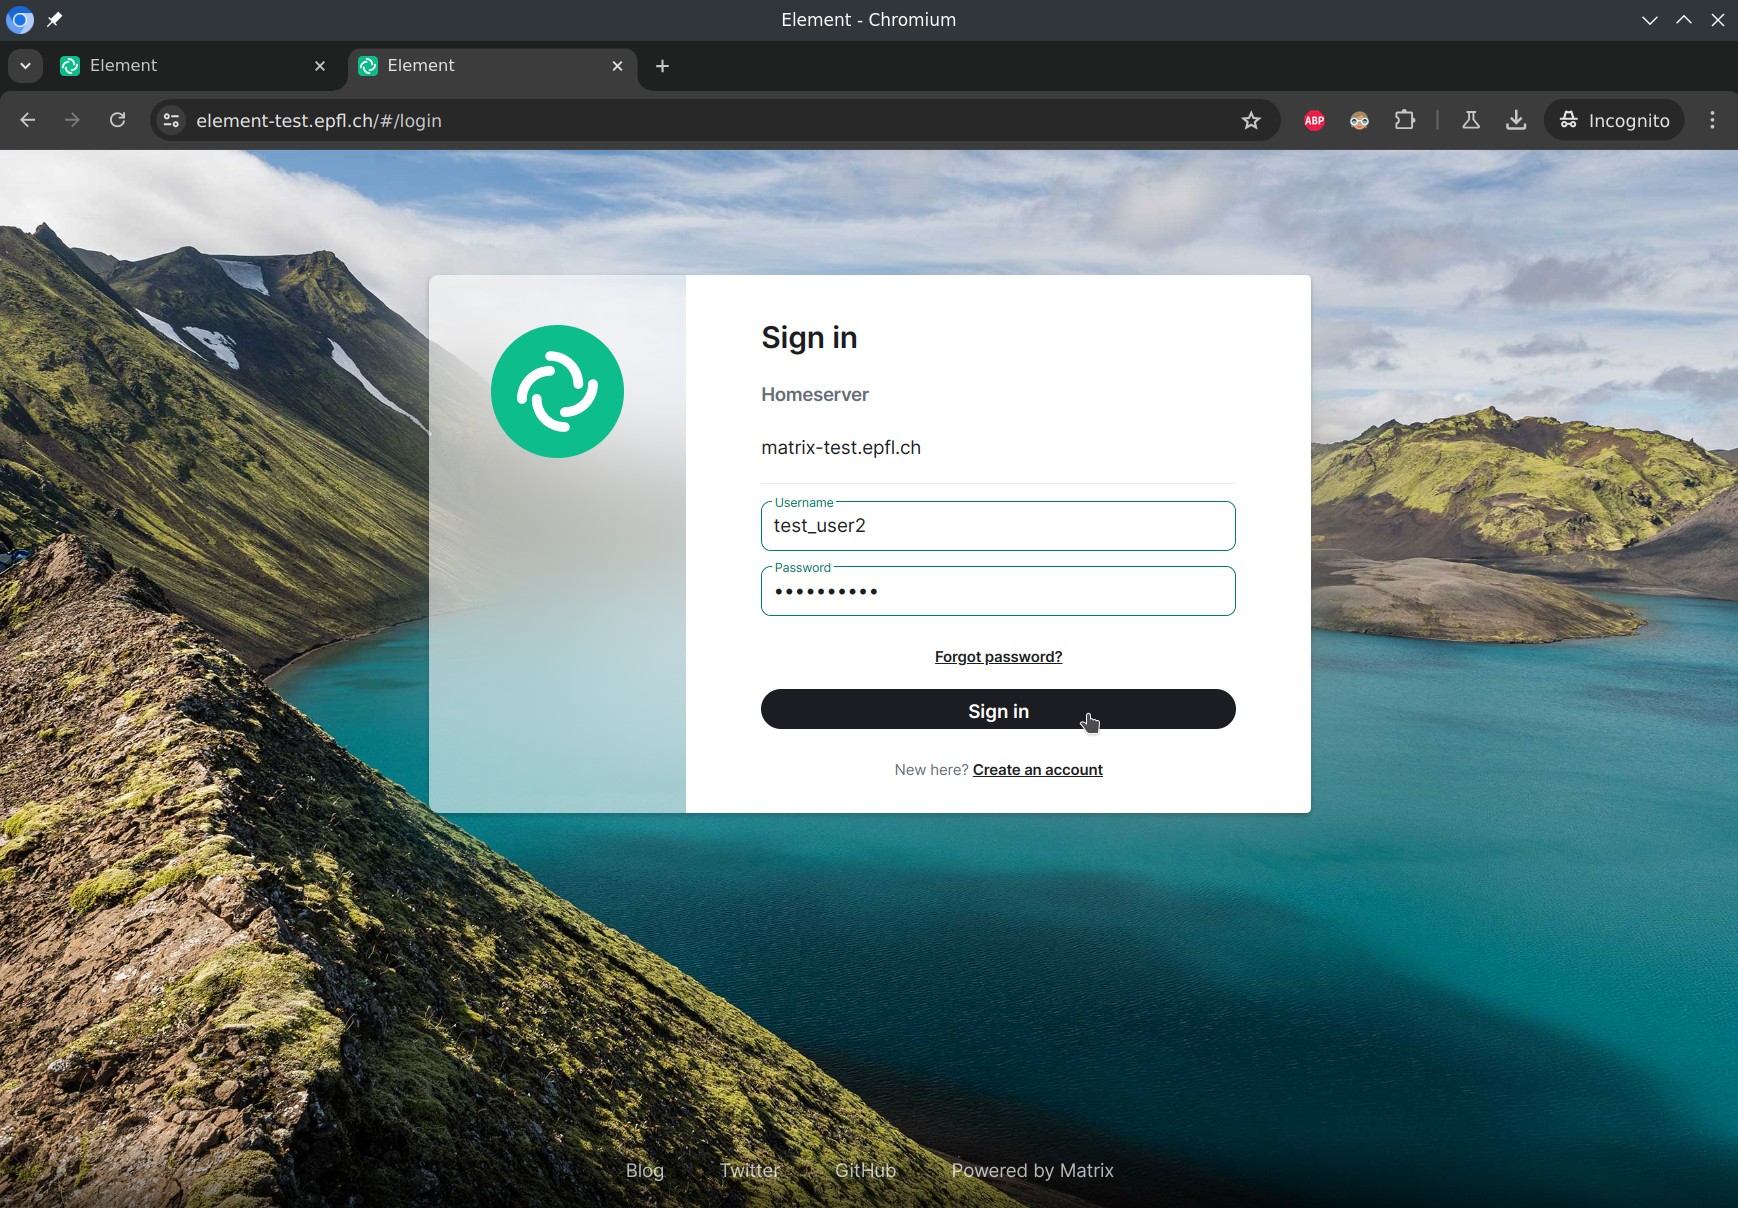 Element - Chromium
Element
Element
element-test.epfl.ch/#/login
ABP
Incognito
Sign in
Homeserver
matrix-test.epfl.ch
Username
test_user2
Password
••••••••••
Forgot password?
Sign in
New here? Create an account
Blog Twitter GitHub Powered by Matrix